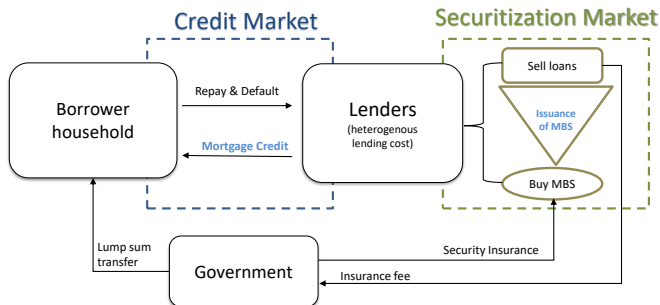 Credit Market
Securitization Market
Sell loans
Borrower
household
Repay & Default
Mortgage Credit
Lenders
(heterogenous
lending cost)
Issuance
of MBS
Buy MBS
Lump sum
transfer
Government
Security Insurance
Insurance fee